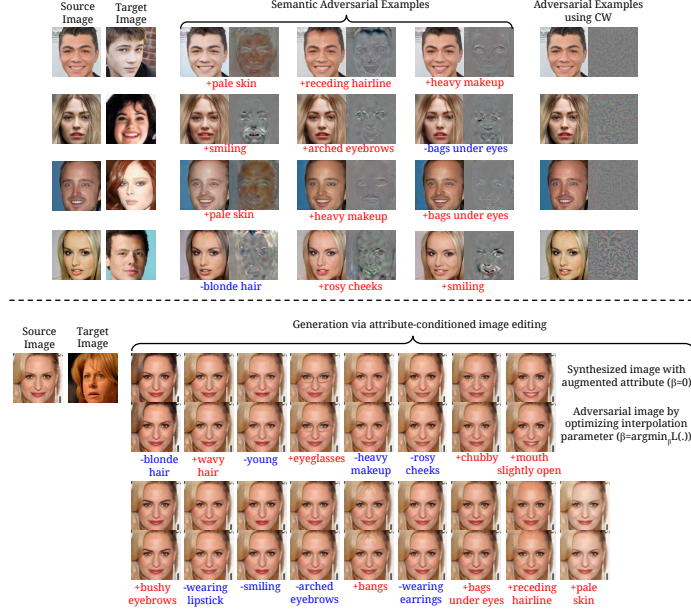 Source Image
Target Image
Semantic Adversarial Examples
Adversarial Examples using CW
+pale skin
+receding hairline
+heavy makeup
+smiling
+arched eyebrows
-bags under eyes
+pale skin
+heavy makeup
+bags under eyes
-blonde hair
+rosy cheeks
+smiling
Generation via attribute-conditioned image editing
Source Image
Target Image
Synthesized image with
augmented attribute (β=0)
Adversarial image by
optimizing interpolation
parameter (β=argminβL(.))
-blonde hair
+wavy hair
-young
+eyeglasses
-heavy makeup
-rosy cheeks
+chubby
+mouth slightly open
+bushy eyebrows
-wearing lipstick
-smiling
-arched eyebrows
+bangs
-wearing earrings
+bags under eyes
+receding hairline
+pale skin